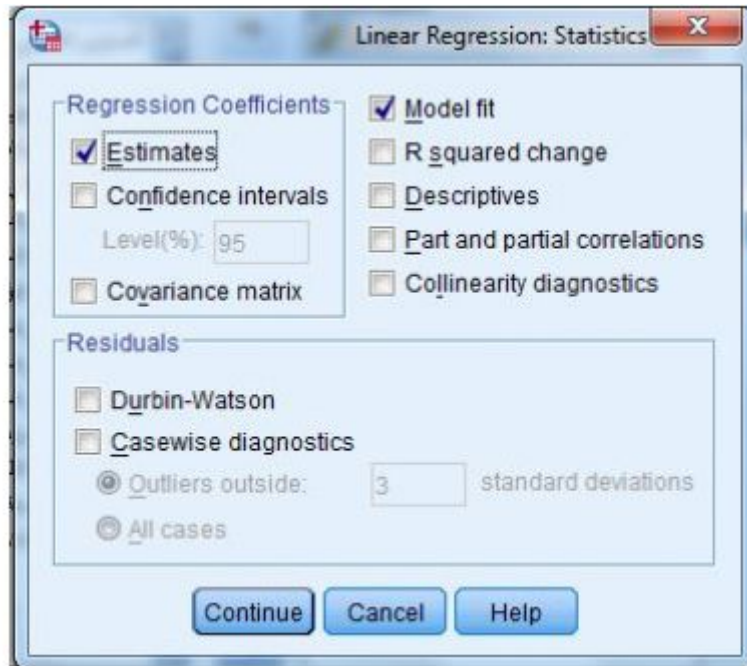 Linear Regression: Statistics
Regression Coefficients
Estimates
Confidence intervals
Level(%): 95
Covariance matrix
Model fit
R squared change
Descriptives
Part and partial correlations
Collinearity diagnostics
Residuals
Durbin-Watson
Casewise diagnostics
Outliers outside: 3 standard deviations
All cases
Continue Cancel Help